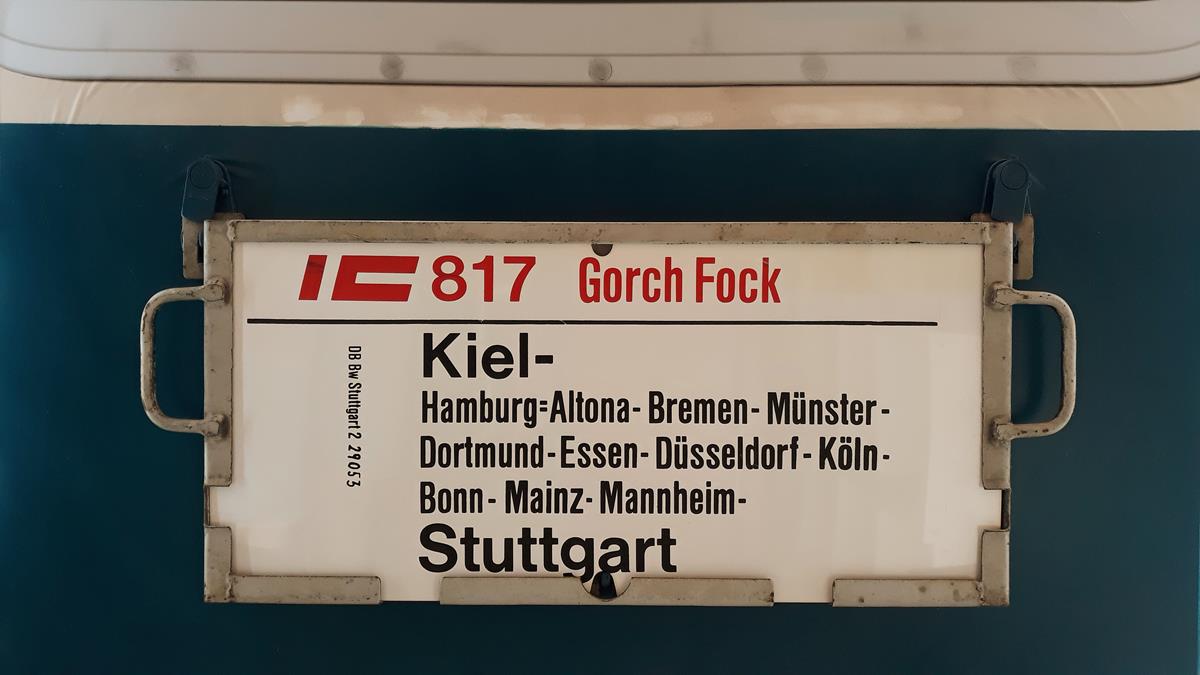 IC 817 Gorch Fock
Kiel-
Hamburg=Altona- Bremen- Münster-
Dortmund-Essen- Düsseldorf- Köln-
Bonn- Mainz- Mannheim-
Stuttgart
DB Bw Stuttgart 2 29053